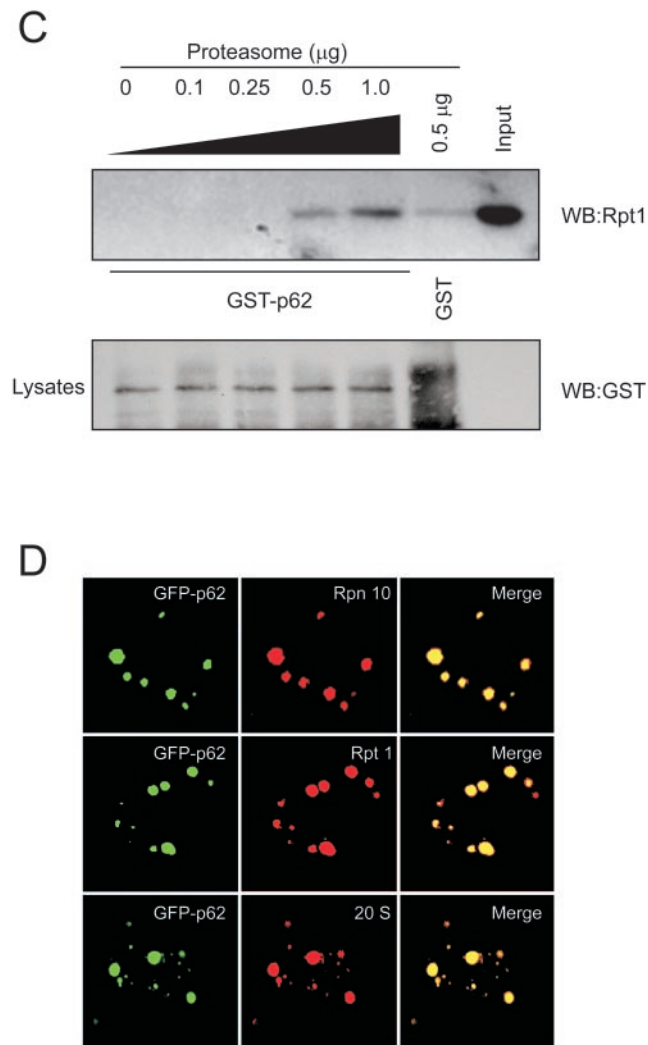 C
Proteasome (μg)
0 0.1 0.25 0.5 1.0 0.5 μg Input
WB:Rpt1
GST-p62 GST
Lysates WB:GST
D
GFP-p62 Rpn 10 Merge
GFP-p62 Rpt 1 Merge
GFP-p62 20 S Merge